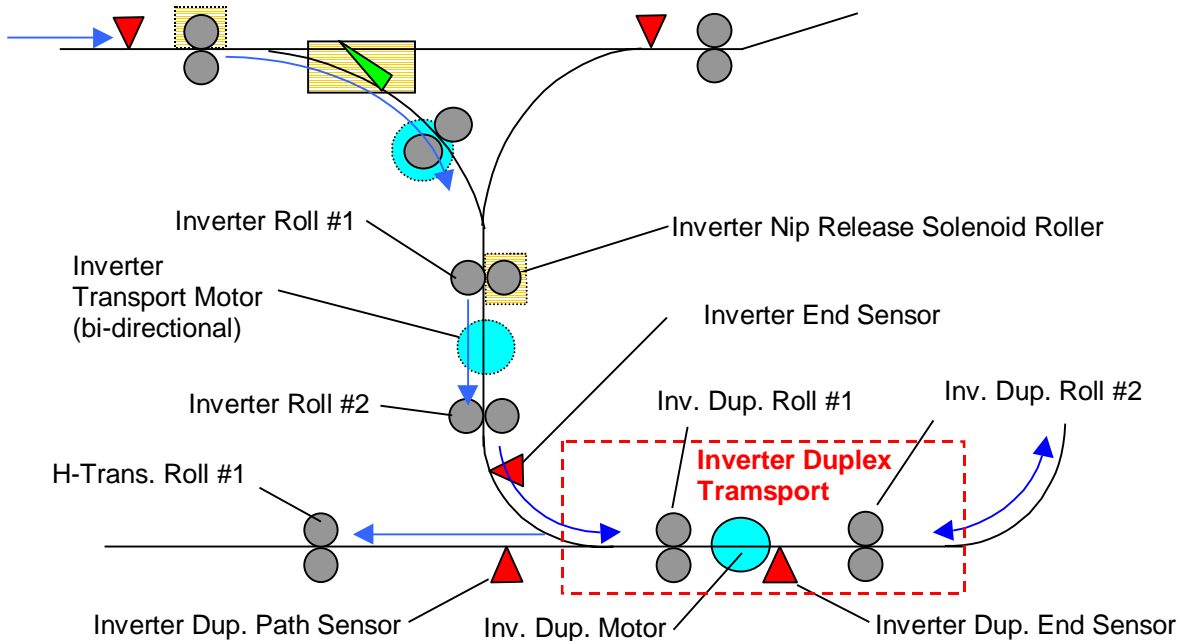 Inverter Roll #1
Inverter Nip Release Solenoid Roller
Inverter
Transport Motor
(bi-directional)
Inverter End Sensor
Inverter Roll #2
Inv. Dup. Roll #1
Inv. Dup. Roll #2
H-Trans. Roll #1
Inverter Duplex
Tramsport
Inverter Dup. Path Sensor
Inv. Dup. Motor
Inverter Dup. End Sensor